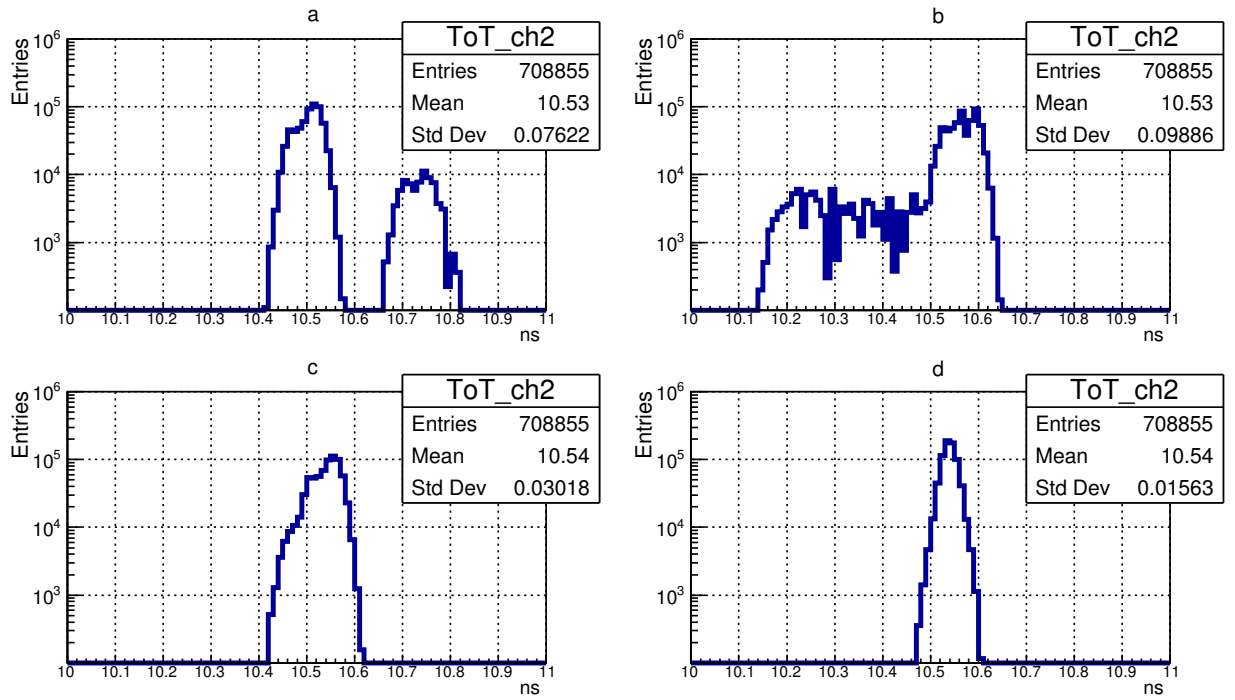 a
ToT_ch2
Entries 708855
Mean 10.53
Std Dev 0.07622
Entries
10^6
10^5
10^4
10^3
10 10.1 10.2 10.3 10.4 10.5 10.6 10.7 10.8 10.9 11
ns
b
ToT_ch2
Entries 708855
Mean 10.53
Std Dev 0.09886
Entries
10^6
10^5
10^4
10^3
10 10.1 10.2 10.3 10.4 10.5 10.6 10.7 10.8 10.9 11
ns
c
ToT_ch2
Entries 708855
Mean 10.54
Std Dev 0.03018
Entries
10^6
10^5
10^4
10^3
10 10.1 10.2 10.3 10.4 10.5 10.6 10.7 10.8 10.9 11
ns
d
ToT_ch2
Entries 708855
Mean 10.54
Std Dev 0.01563
Entries
10^6
10^5
10^4
10^3
10 10.1 10.2 10.3 10.4 10.5 10.6 10.7 10.8 10.9 11
ns